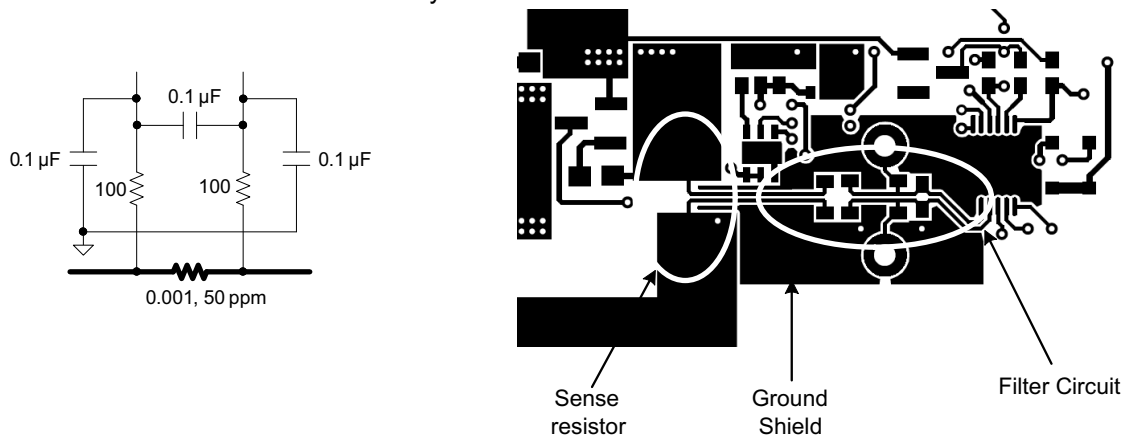 0.1 µF
0.1 µF
0.1 µF
100
100
0.001, 50 ppm
Sense
resistor
Ground
Shield
Filter Circuit